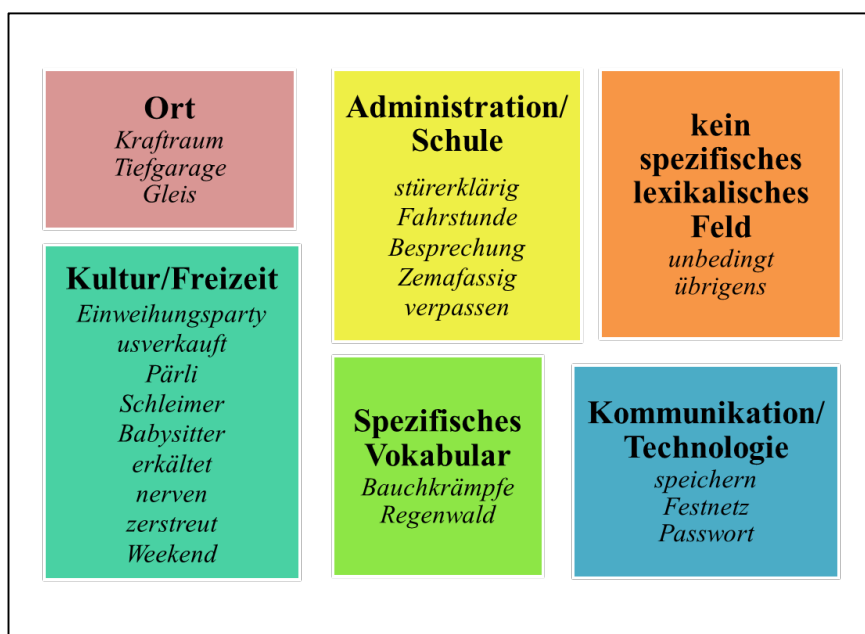 Ort
Kraftraum
Tiefgarage
Gleis
Administration/
Schule
stürerklärig
Fahrstunde
Besprechung
Zemafassig
verpassen
kein
spezifisches
lexikalisches
Feld
unbedingt
übrigens
Kultur/Freizeit
Einweihungsparty
usverkauft
Pärli
Schleimer
Babysitter
erkältet
nerven
zerstreut
Weekend
Spezifisches
Vokabular
Bauchkrämpfe
Regenwald
Kommunikation/
Technologie
speichern
Festnetz
Passwort